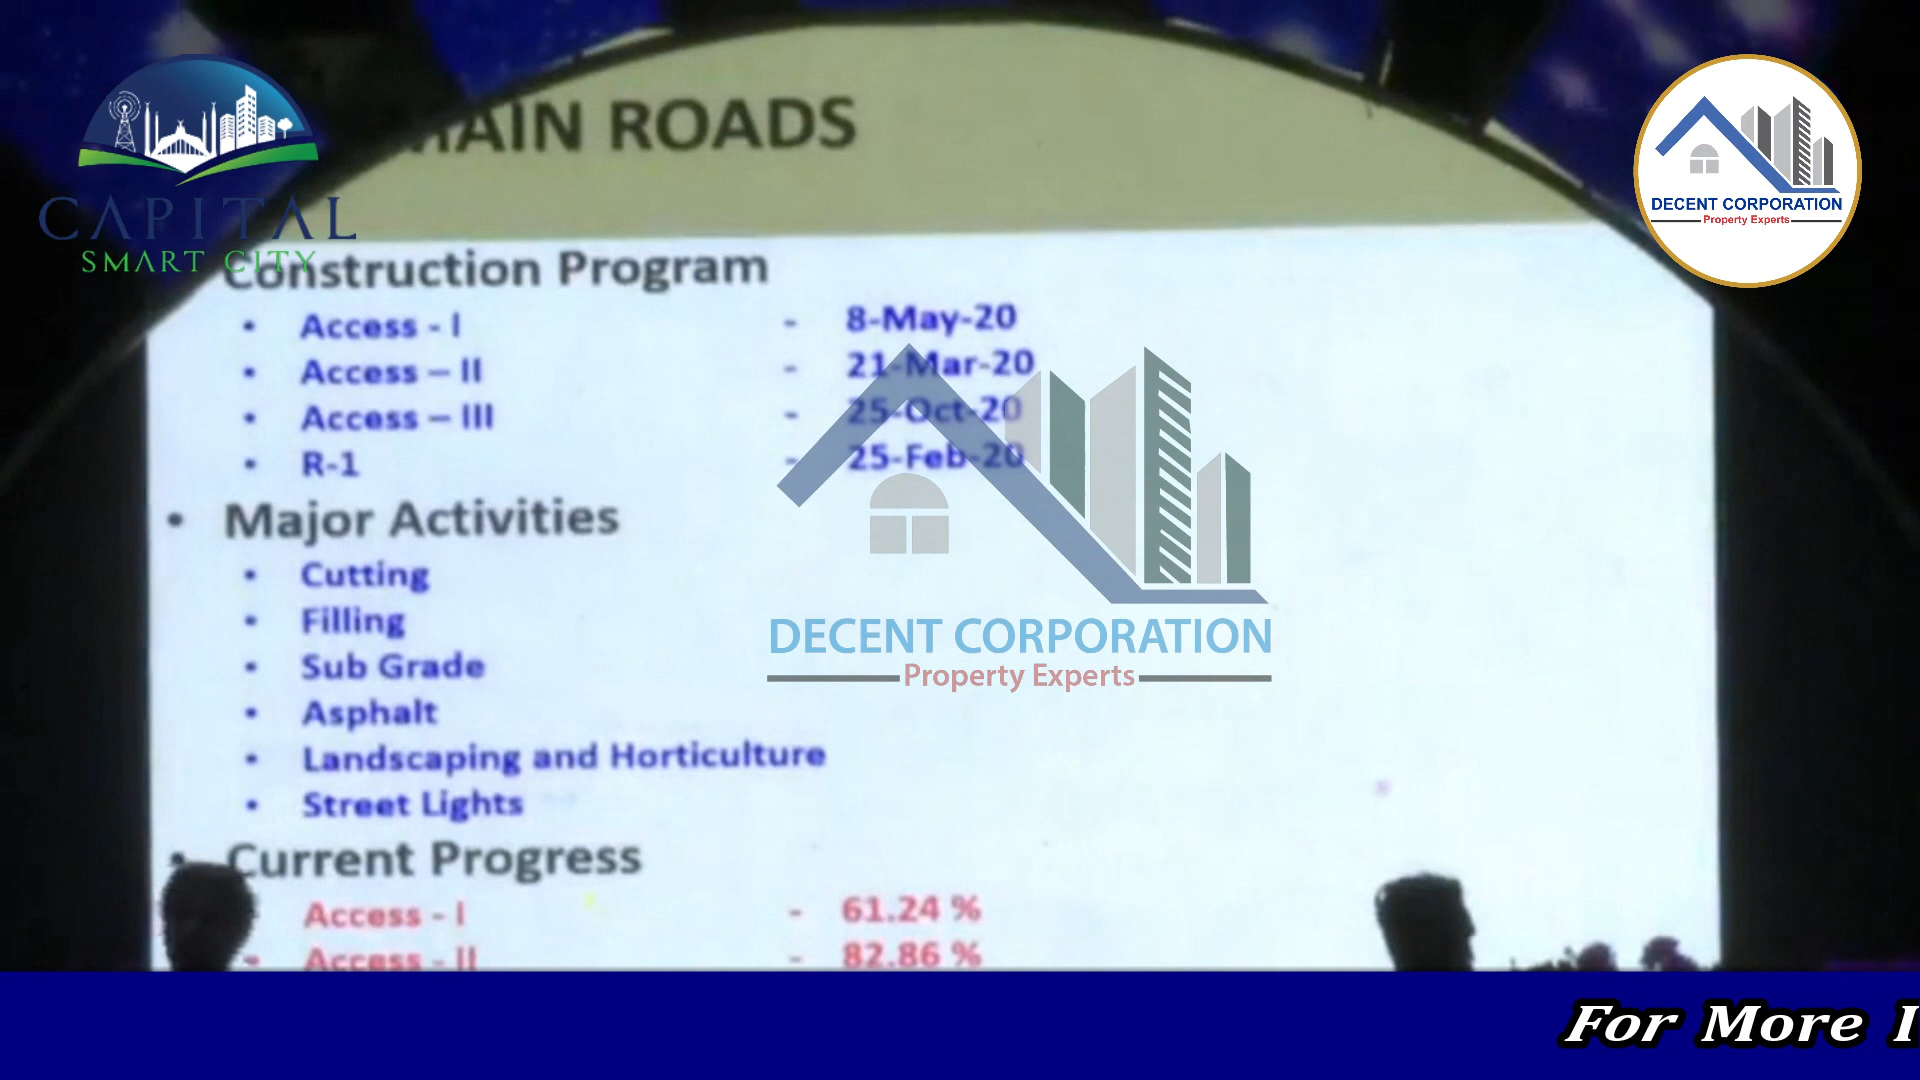 MAIN ROADS
CAPITAL
SMART CITY
DECENT CORPORATION
Property Experts
Construction Program
• Access - I - 8-May-20
• Access – II - 21-Mar-20
• Access – III - 25-Oct-20
• R-1 - 25-Feb-20
• Major Activities
• Cutting
• Filling
• Sub Grade
• Asphalt
• Landscaping and Horticulture
• Street Lights
DECENT CORPORATION
Property Experts
• Current Progress
Access - I - 61.24 %
• Access - II - 82.86 %
For More I